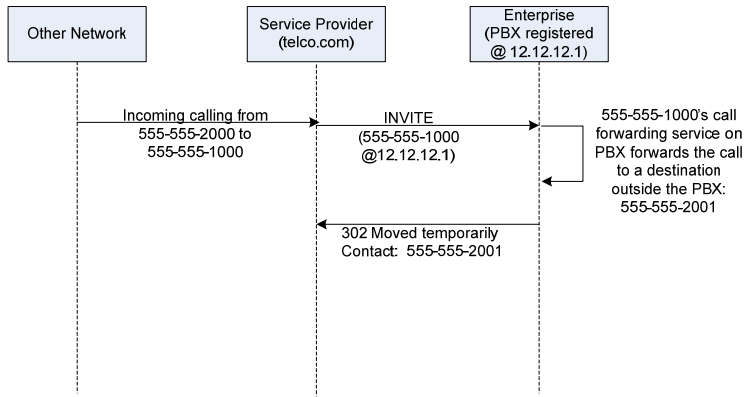 Other Network
Service Provider
(telco.com)
Enterprise
(PBX registered
@ 12.12.12.1)
Incoming calling from
555-555-2000 to
555-555-1000
INVITE
(555-555-1000
@12.12.12.1)
555-555-1000's call
forwarding service on
PBX forwards the call
to a destination
outside the PBX:
555-555-2001
302 Moved temporarily
Contact: 555-555-2001